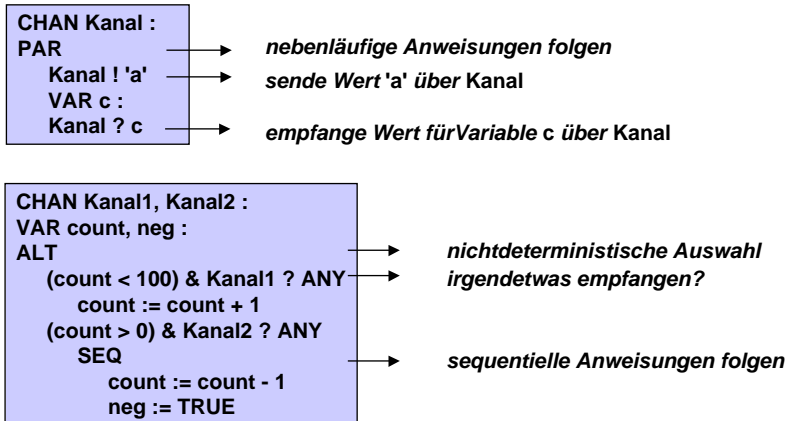 CHAN Kanal :
PAR
nebenläufige Anweisungen folgen
Kanal ! 'a'
sende Wert 'a' über Kanal
VAR c :
Kanal ? c
empfange Wert fürVariable c über Kanal
CHAN Kanal1, Kanal2 :
VAR count, neg :
ALT
nichtdeterministische Auswahl
(count < 100) & Kanal1 ? ANY
irgendetwas empfangen?
count := count + 1
(count > 0) & Kanal2 ? ANY
SEQ
sequentielle Anweisungen folgen
count := count - 1
neg := TRUE